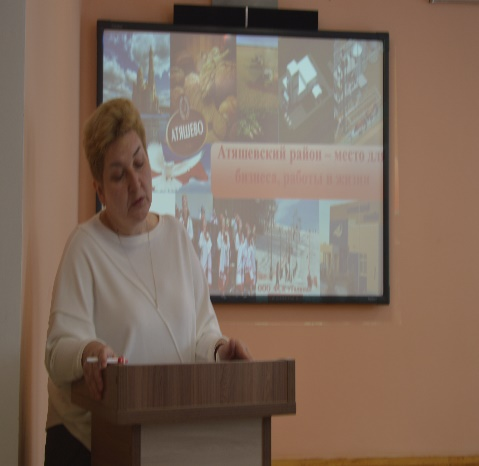 АТЯШЕВО
Атяшевский район – место для
бизнеса, работы и жизни